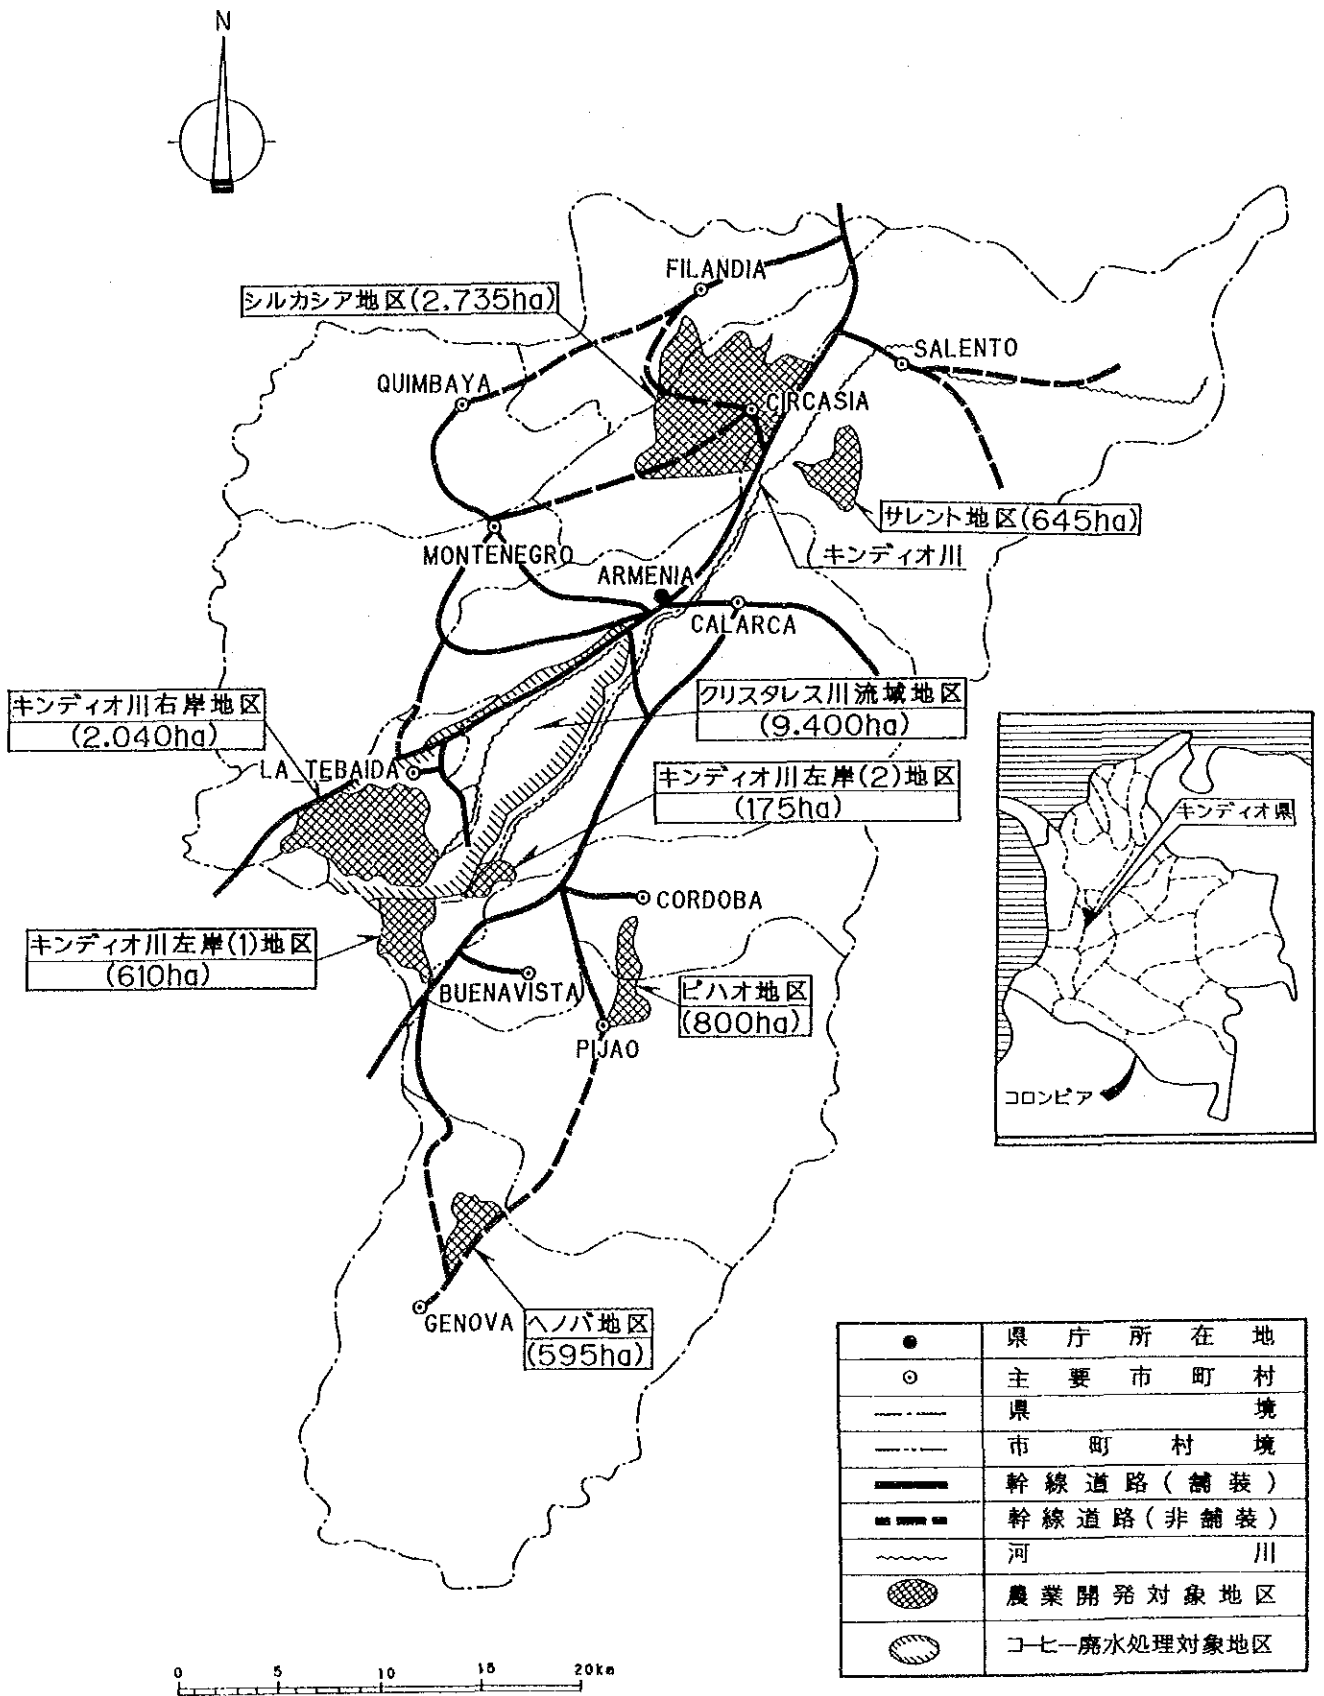 N
FILANDIA
シルカシア地区(2.735ha)
SALENTO
QUIMBAYA
CIRCASIA
サレント地区(645ha)
MONTENEGRO
キンディオ川
ARMENIA
CALARCA
キンディオ川右岸地区
(2.040ha)
クリスタレス川流域地区
(9.400ha)
LA TEBAIDA
キンディオ川左岸(2)地区
(175ha)
キンディオ県
CORDOBA
キンディオ川左岸(1)地区
(610ha)
BUENAVISTA
ピハオ地区
(800ha)
PIJAO
コロンビア
GENOVA
ヘノバ地区
(595ha)
県庁所在地
主要市町村
県境
市町村境
幹線道路(舗装)
幹線道路(非舗装)
河川
農業開発対象地区
コーヒー廃水処理対象地区
0 5 10 15 20km